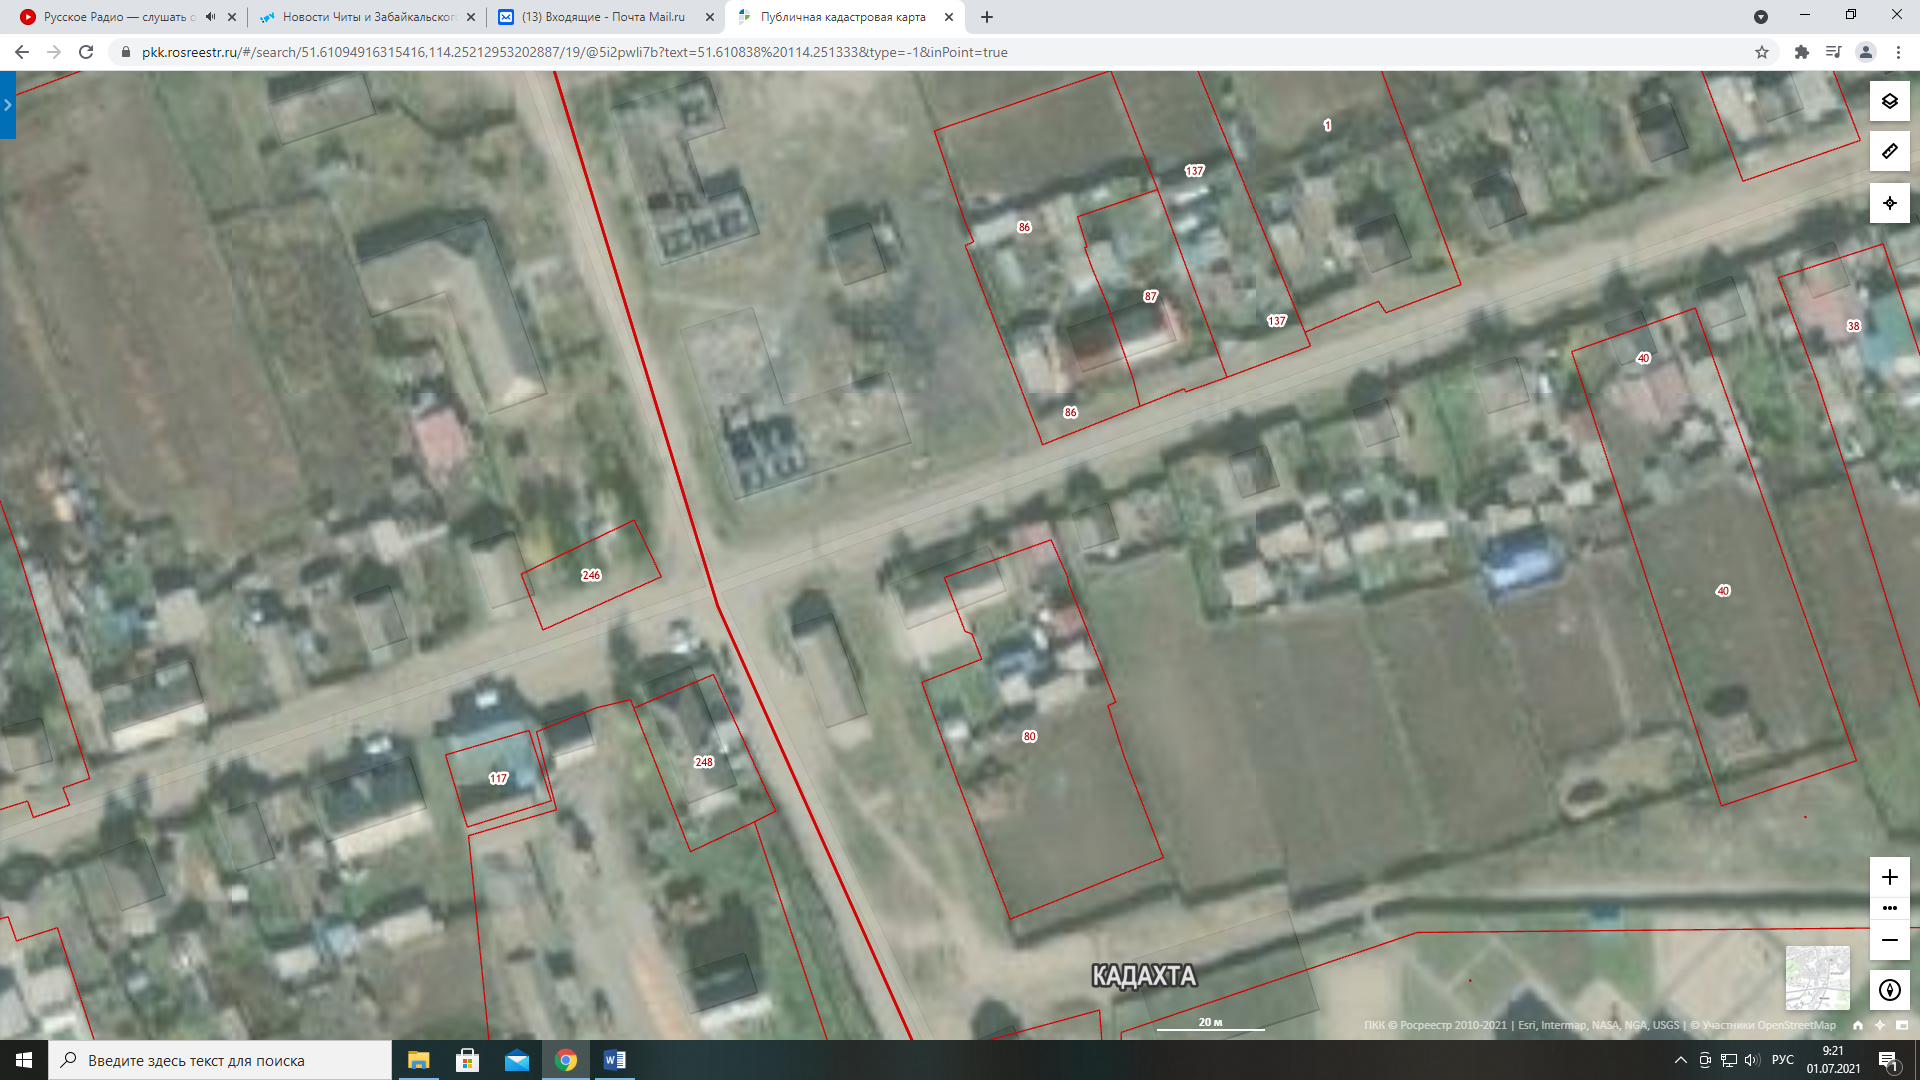 Русское Радио — слушать о
Новости Читы и Забайкальског
(13) Входящие - Почта Mail.ru
Публичная кадастровая карта
pkk.rosreestr.ru/#/search/51.61094916315416,114.25212953202887/19/@5i2pwli7b?text=51.610838%20114.251333&type=-1&inPoint=true
1
137
86
87
137
38
40
86
246
40
80
248
117
КАДАХТА
20 м
ПКК © Росреестр 2010-2021 | Esri, Intermap, NASA, NGA, USGS | © Участники OpenStreetMap
Введите здесь текст для поиска
РУС
9:21
01.07.2021
1